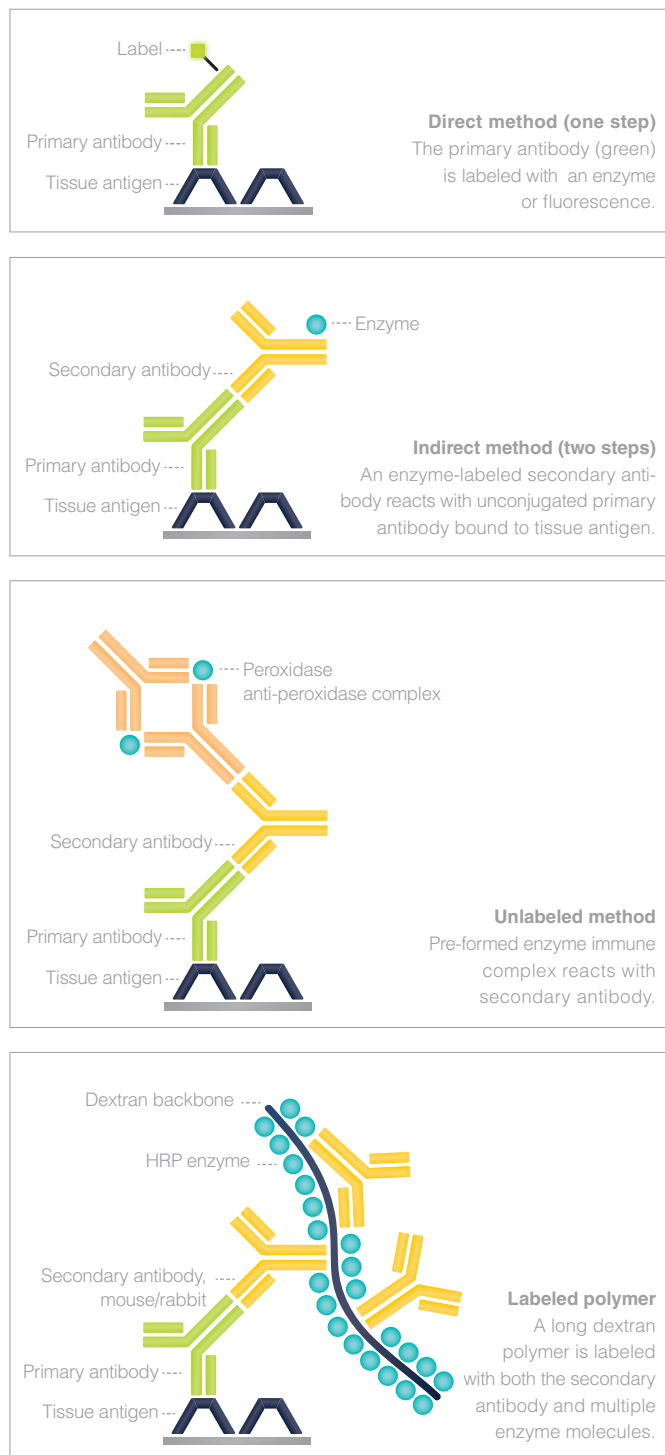 Label
Primary antibody
Tissue antigen
Direct method (one step)
The primary antibody (green)
is labeled with an enzyme
or fluorescence.
Enzyme
Secondary antibody
Primary antibody
Tissue antigen
Indirect method (two steps)
An enzyme-labeled secondary anti-
body reacts with unconjugated primary
antibody bound to tissue antigen.
Peroxidase
anti-peroxidase complex
Secondary antibody
Primary antibody
Tissue antigen
Unlabeled method
Pre-formed enzyme immune
complex reacts with
secondary antibody.
Dextran backbone
HRP enzyme
Secondary antibody,
mouse/rabbit
Primary antibody
Tissue antigen
Labeled polymer
A long dextran
polymer is labeled
with both the secondary
antibody and multiple
enzyme molecules.